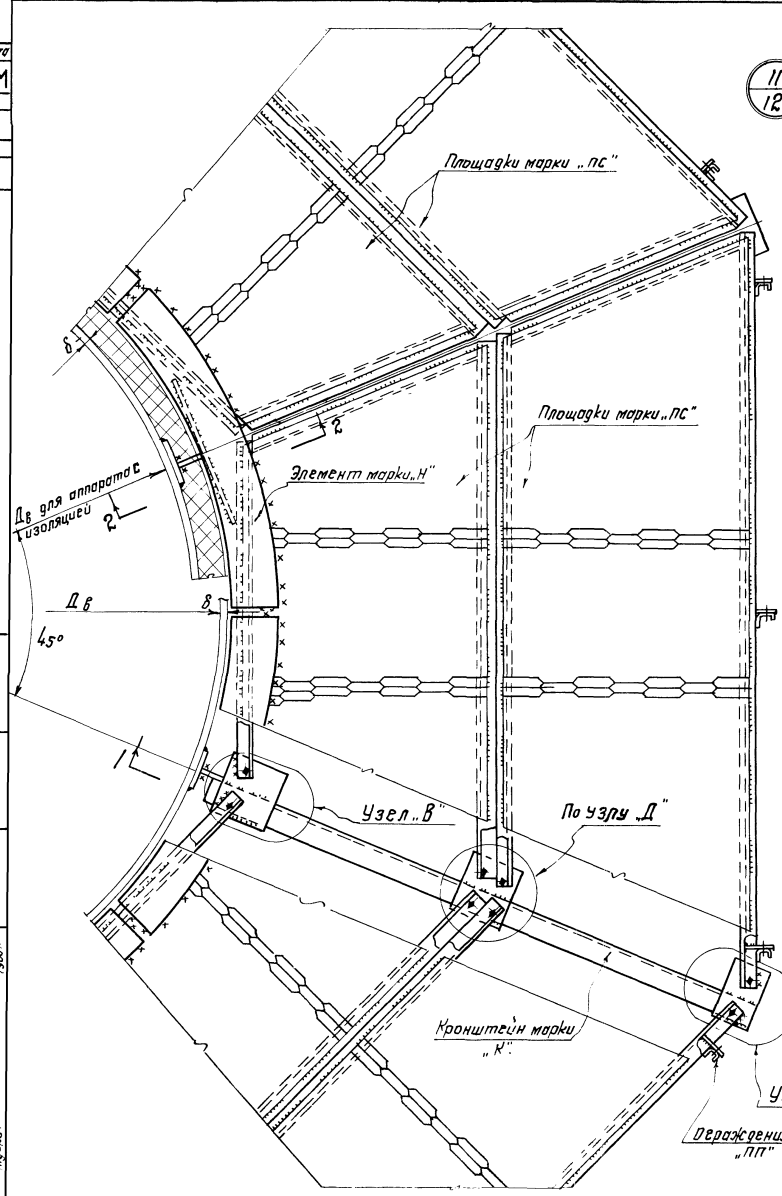 11
12
Площадки марки „пс"
δ
2
Площадки марки „ПС"
Элемент марки „Н"
Дв для аппарата с
изоляцией
2
Дв
δ
45°
1
Узел „В"
По узлу „Д"
Кронштейн марки
„К".
У
Ограждени
„ПП"